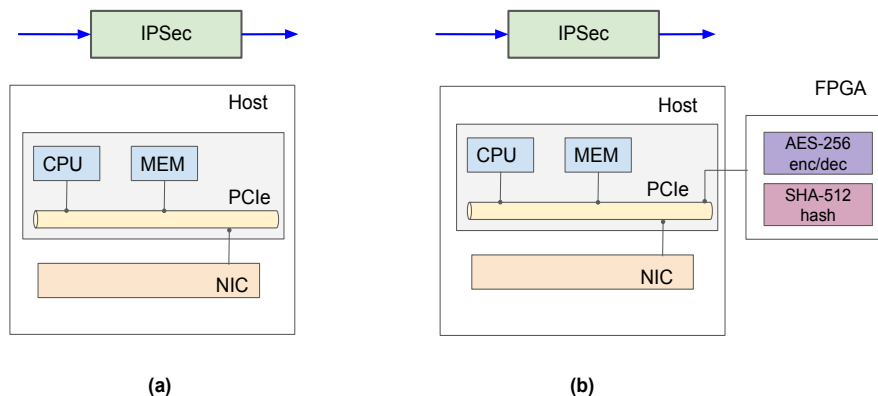 IPSec
Host
CPU
MEM
PCIe
NIC
(a)
IPSec
Host
FPGA
CPU
MEM
PCIe
AES-256
enc/dec
SHA-512
hash
NIC
(b)